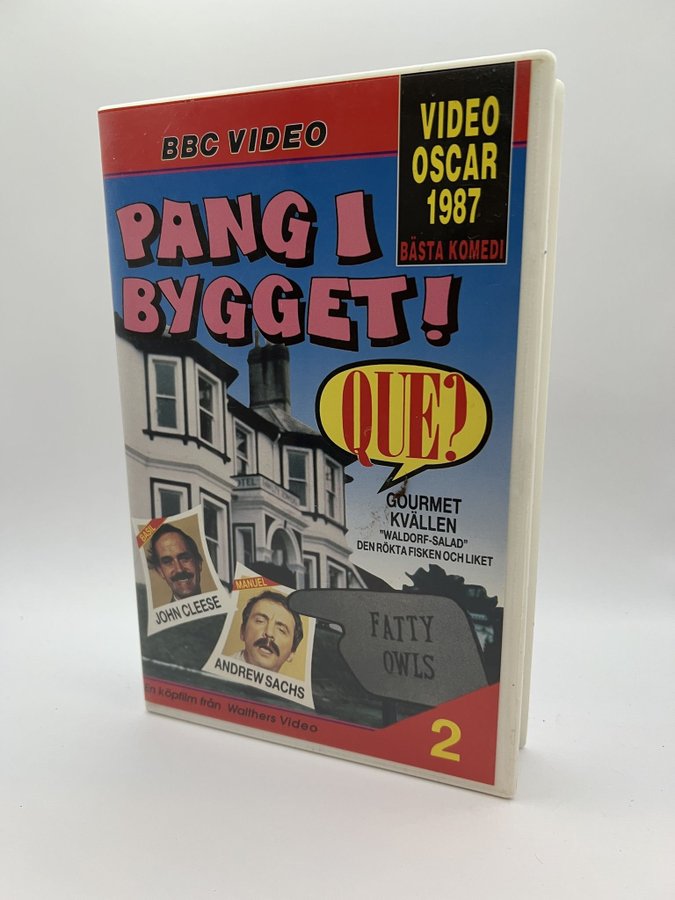 BBC VIDEO
VIDEO
OSCAR
1987
BÄSTA KOMEDI
PANG I
BYGGET!
QUE?
GOURMET
KVÄLLEN
"WALDORF-SALAD"
DEN RÖKTA FISKEN OCH LIKET
BASIL
JOHN CLEESE
MANUEL
ANDREW SACHS
FATTY
OWLS
En köpfilm från Walthers Video
2